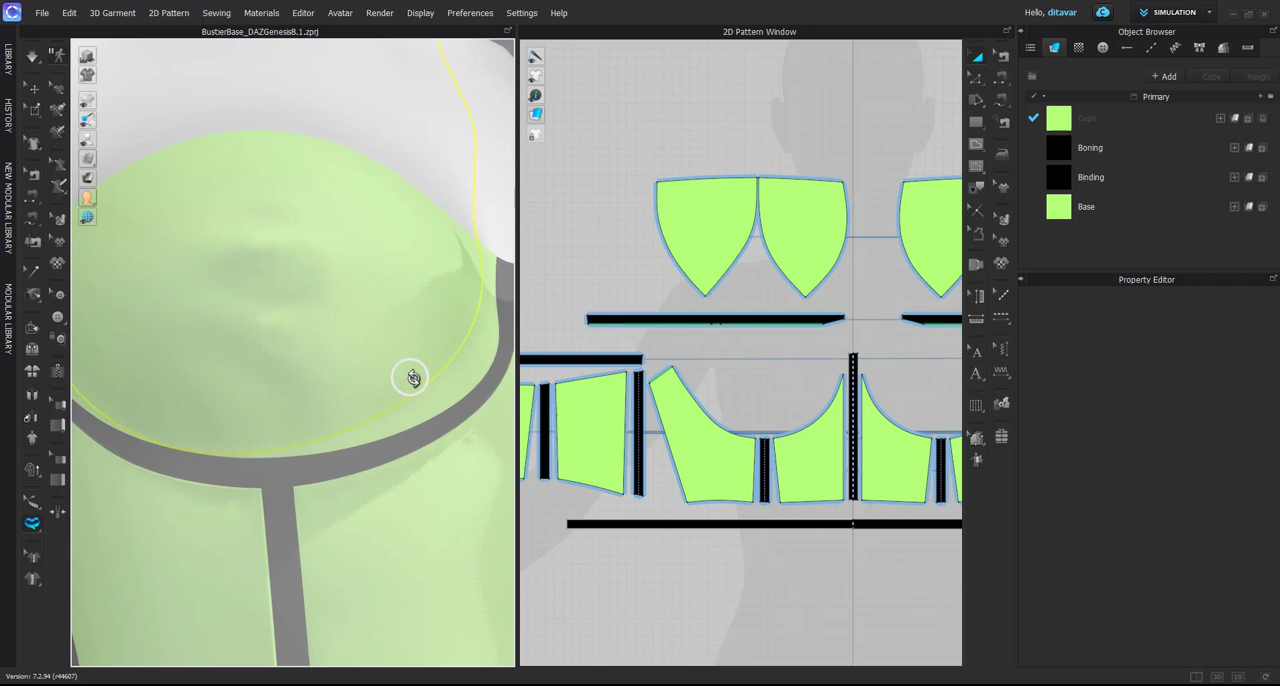 File Edit 3D Garment 2D Pattern Sewing Materials Editor Avatar Render Display Preferences Settings Help
Hello, ditavar
SIMULATION
BustierBase_DAZGenesis8.1.zprj
2D Pattern Window
Object Browser
LIBRARY
HISTORY
NEW MODULAR LIBRARY
MODULAR LIBRARY
+ Add Copy Assign
Primary
Cups
Boning
Binding
Base
Property Editor
A
A
Version: 7.2.94 (r44607)
3D
2D